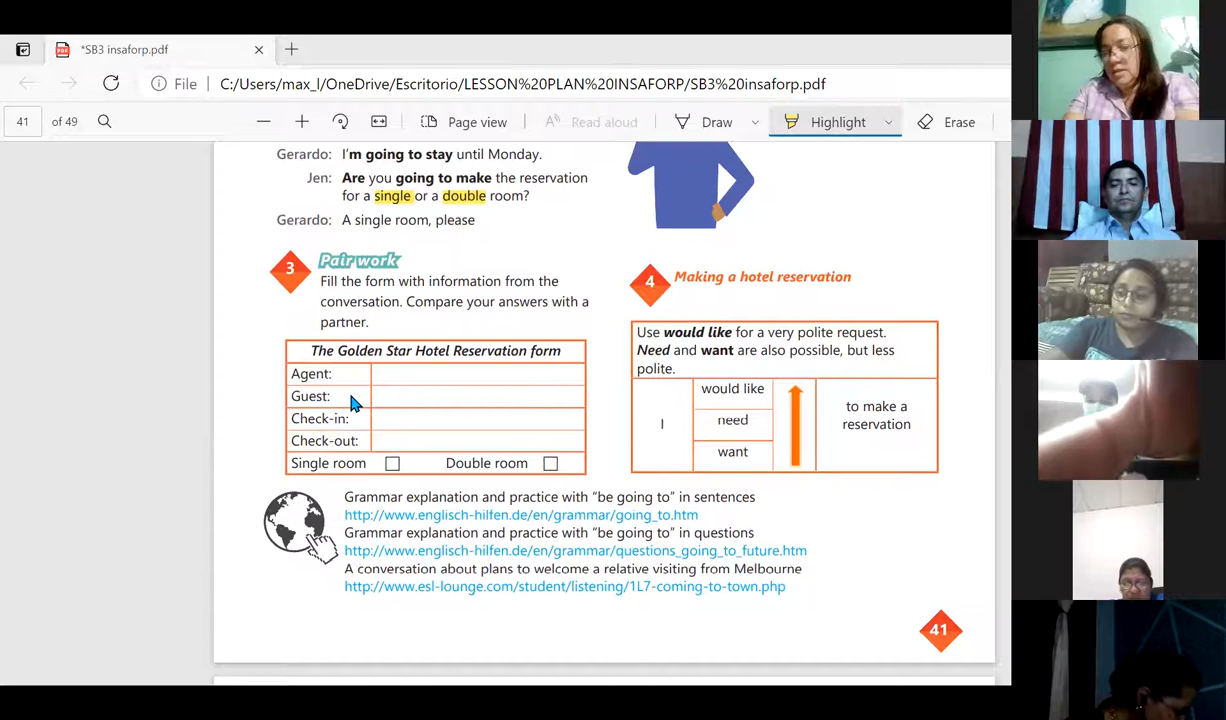 *SB3 insaforp.pdf
File
C:/Users/max_l/OneDrive/Escritorio/LESSON%20PLAN%20INSAFORP/SB3%20insaforp.pdf
41 of 49
Page view
Read aloud
Draw
Highlight
Erase
Gerardo: I'm going to stay until Monday.
Jen: Are you going to make the reservation
for a single or a double room?
Gerardo: A single room, please
3
Pair work
Fill the form with information from the
conversation. Compare your answers with a
partner.
The Golden Star Hotel Reservation form
Agent:
Guest:
Check-in:
Check-out:
Single room Double room
4
Making a hotel reservation
Use would like for a very polite request.
Need and want are also possible, but less
polite.
I
would like
need
want
to make a
reservation
Grammar explanation and practice with “be going to” in sentences
http://www.englisch-hilfen.de/en/grammar/going_to.htm
Grammar explanation and practice with “be going to” in questions
http://www.englisch-hilfen.de/en/grammar/questions_going_to_future.htm
A conversation about plans to welcome a relative visiting from Melbourne
http://www.esl-lounge.com/student/listening/1L7-coming-to-town.php
41